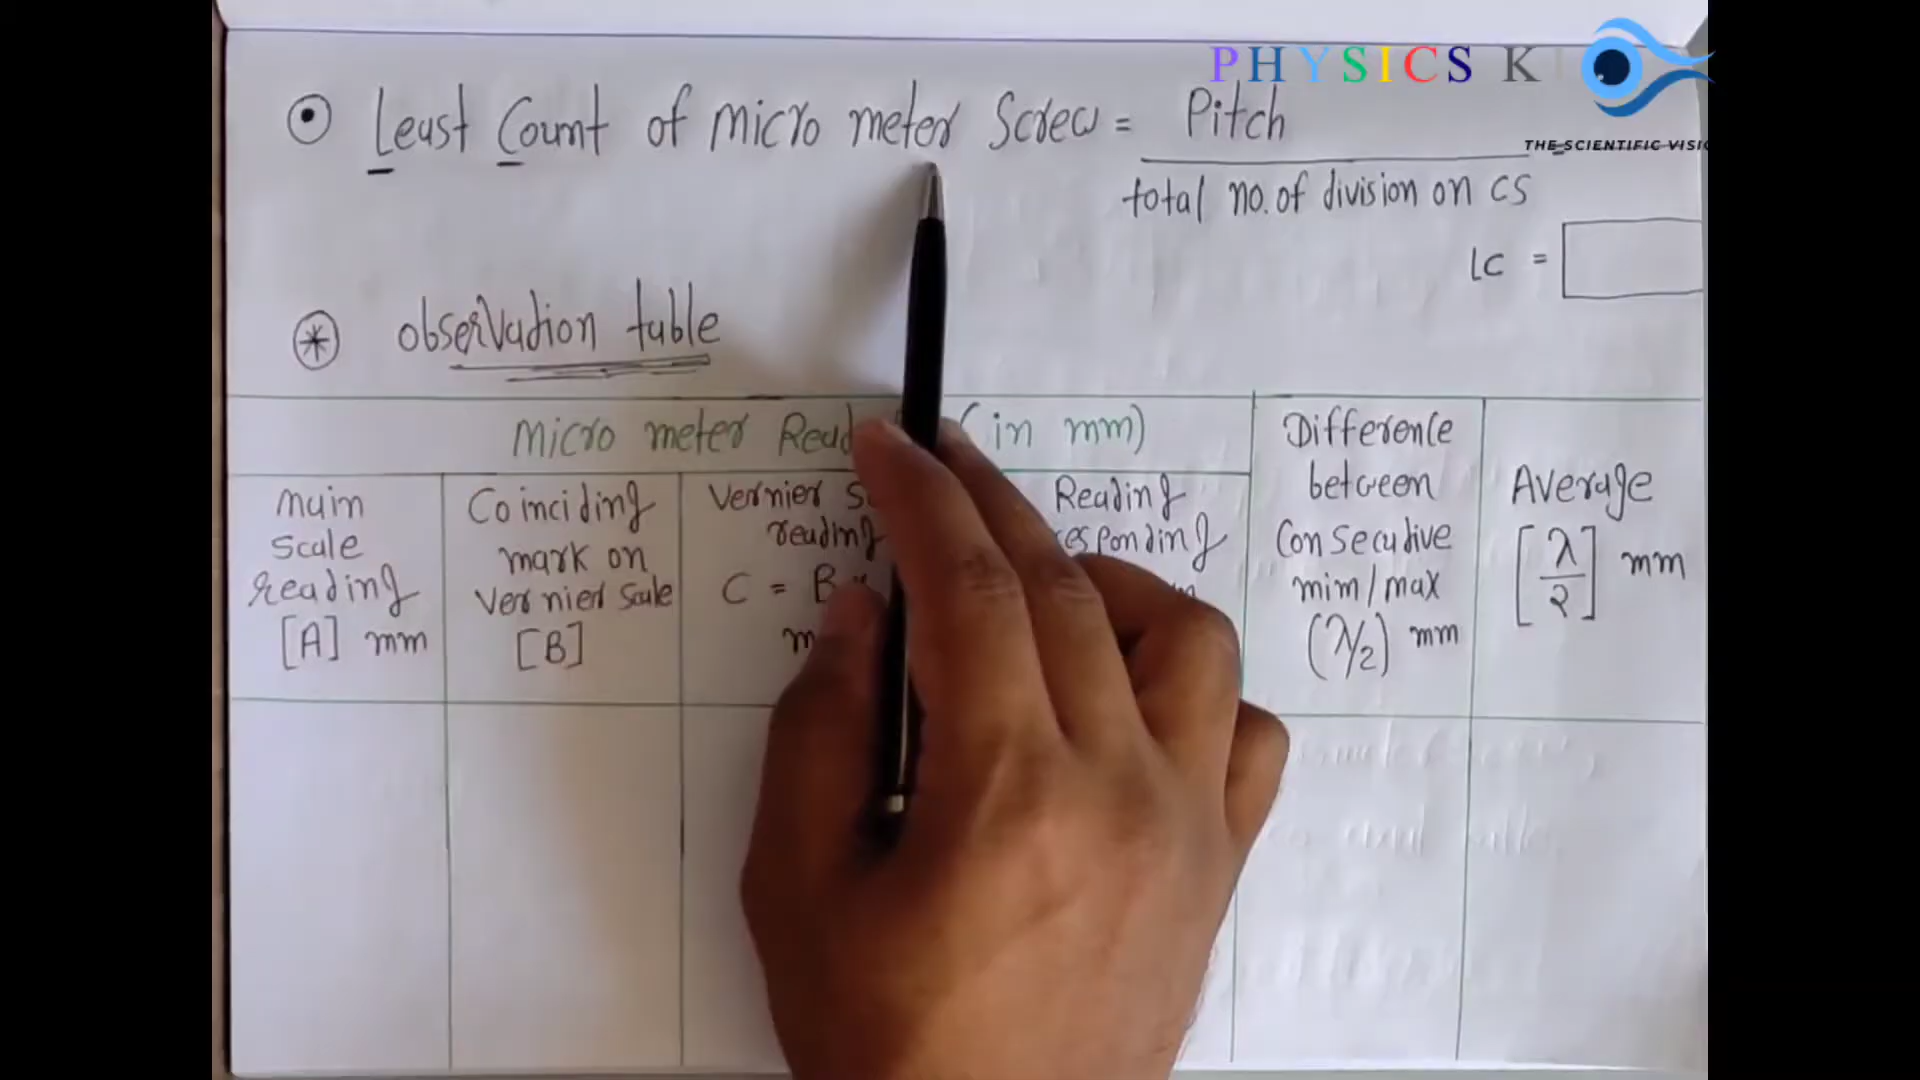 PHYSICS K
THE SCIENTIFIC VISI
Least Count of micro meter Screw = Pitch
total no. of division on CS
LC =
observation table
Micro meter (in mm)
main
scale
reading
[A] mm
Coinciding
mark on
Vernier scale
[B]
Vernier
reading
C = B
Reading
Difference
between
Consecutive
mim/max
(λ/2) mm
Average
[λ/2] mm